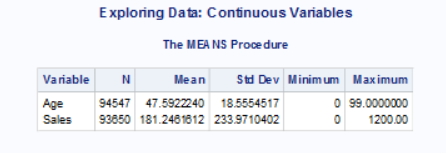 Exploring Data: Continuous Variables
The MEANS Procedure
Variable N Mean Std Dev Minimum Maximum
Age 94547 47.5922240 18.5554517 0 99.0000000
Sales 93650 181.2461612 233.9710402 0 1200.00